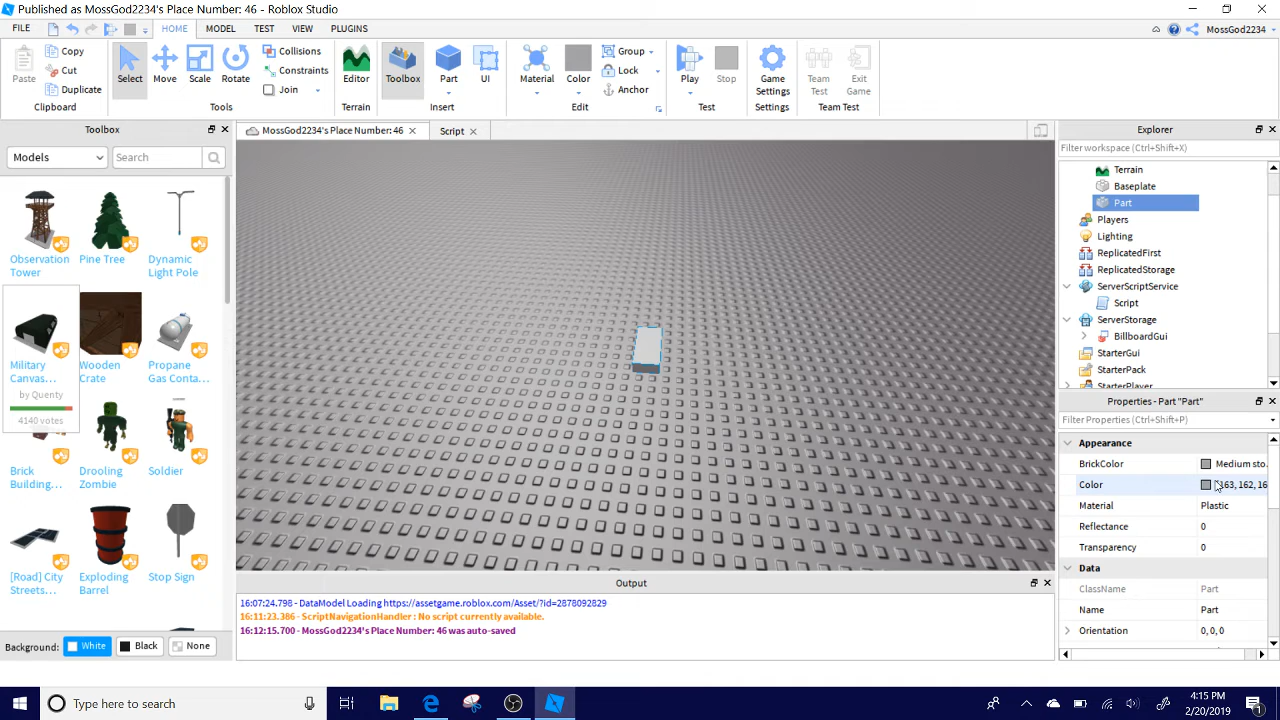 Published as MossGod2234's Place Number: 46 - Roblox Studio
FILE HOME MODEL TEST VIEW PLUGINS MossGod2234
Paste Copy Cut Duplicate Clipboard
Select Move Scale Rotate Collisions Constraints Join Tools
Editor Terrain
Toolbox Part UI Insert
Material Color Group Lock Anchor Edit
Play Stop Test
Game Settings Settings
Team Test Exit Game Team Test
Toolbox
Models Search
Observation Tower
Pine Tree
Dynamic Light Pole
Military Canvas...
by Quenty
4140 votes
Wooden Crate
Propane Gas Conta...
Brick Building,...
Drooling Zombie
Soldier
[Road] City Streets...
Exploding Barrel
Stop Sign
Background: White Black None
MossGod2234's Place Number: 46 Script
Output
16:07:24.798 - DataModel Loading https://assetgame.roblox.com/Asset/?id=2878092829
16:11:23.386 - ScriptNavigationHandler : No script currently available.
16:12:15.700 - MossGod2234's Place Number: 46 was auto-saved
Explorer
Filter workspace (Ctrl+Shift+X)
Terrain
Baseplate
Part
Players
Lighting
ReplicatedFirst
ReplicatedStorage
ServerScriptService
Script
ServerStorage
BillboardGui
StarterGui
StarterPack
StarterPlayer
Properties - Part "Part"
Filter Properties (Ctrl+Shift+P)
Appearance
BrickColor Medium sto.
Color 163, 162, 16
Material Plastic
Reflectance 0
Transparency 0
Data
ClassName Part
Name Part
Orientation 0, 0, 0
Type here to search
4:15 PM
2/20/2019